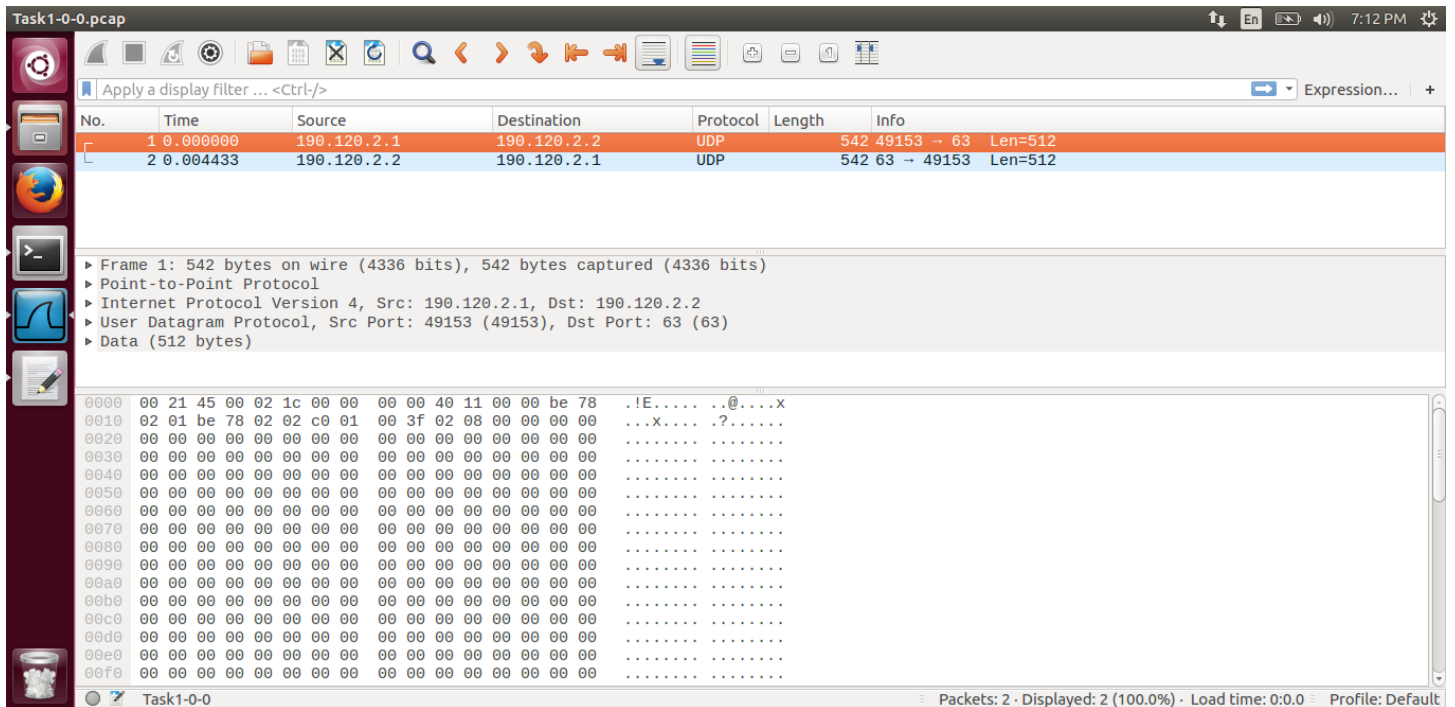 Task1-0-0.pcap En 7:12 PM
Apply a display filter ... <Ctrl-/> Expression... +
No. Time Source Destination Protocol Length Info
1 0.000000 190.120.2.1 190.120.2.2 UDP 542 49153 → 63 Len=512
2 0.004433 190.120.2.2 190.120.2.1 UDP 542 63 → 49153 Len=512
Frame 1: 542 bytes on wire (4336 bits), 542 bytes captured (4336 bits)
Point-to-Point Protocol
Internet Protocol Version 4, Src: 190.120.2.1, Dst: 190.120.2.2
User Datagram Protocol, Src Port: 49153 (49153), Dst Port: 63 (63)
Data (512 bytes)
0000 00 21 45 00 02 1c 00 00 00 00 40 11 00 00 be 78 .!E..... ..@....x
0010 02 01 be 78 02 02 c0 01 00 3f 02 08 00 00 00 00 ...x.... .?......
0020 00 00 00 00 00 00 00 00 00 00 00 00 00 00 00 00 ........ ........
0030 00 00 00 00 00 00 00 00 00 00 00 00 00 00 00 00 ........ ........
0040 00 00 00 00 00 00 00 00 00 00 00 00 00 00 00 00 ........ ........
0050 00 00 00 00 00 00 00 00 00 00 00 00 00 00 00 00 ........ ........
0060 00 00 00 00 00 00 00 00 00 00 00 00 00 00 00 00 ........ ........
0070 00 00 00 00 00 00 00 00 00 00 00 00 00 00 00 00 ........ ........
0080 00 00 00 00 00 00 00 00 00 00 00 00 00 00 00 00 ........ ........
0090 00 00 00 00 00 00 00 00 00 00 00 00 00 00 00 00 ........ ........
00a0 00 00 00 00 00 00 00 00 00 00 00 00 00 00 00 00 ........ ........
00b0 00 00 00 00 00 00 00 00 00 00 00 00 00 00 00 00 ........ ........
00c0 00 00 00 00 00 00 00 00 00 00 00 00 00 00 00 00 ........ ........
00d0 00 00 00 00 00 00 00 00 00 00 00 00 00 00 00 00 ........ ........
00e0 00 00 00 00 00 00 00 00 00 00 00 00 00 00 00 00 ........ ........
00f0 00 00 00 00 00 00 00 00 00 00 00 00 00 00 00 00 ........ ........
Task1-0-0 Packets: 2 · Displayed: 2 (100.0%) · Load time: 0:0.0 Profile: Default